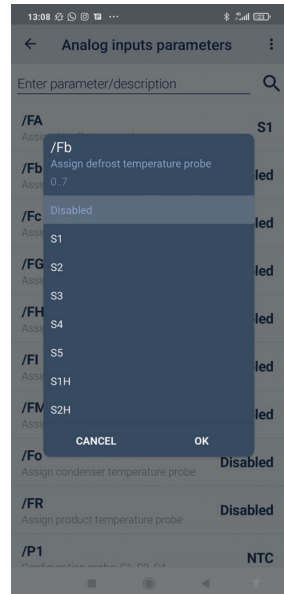 13:08
23
Analog inputs parameters
Enter parameter/description
/FA
S1
/Fb
Assign defrost temperature probe
0..7
Disabled
S1
S2
S3
S4
S5
S1H
S2H
CANCEL
OK
/Fb
/Fc
/FG
/FH
/FI
/FM
/Fo
Disabled
Assign condenser temperature probe
/FR
Disabled
Assign product temperature probe
/P1
NTC